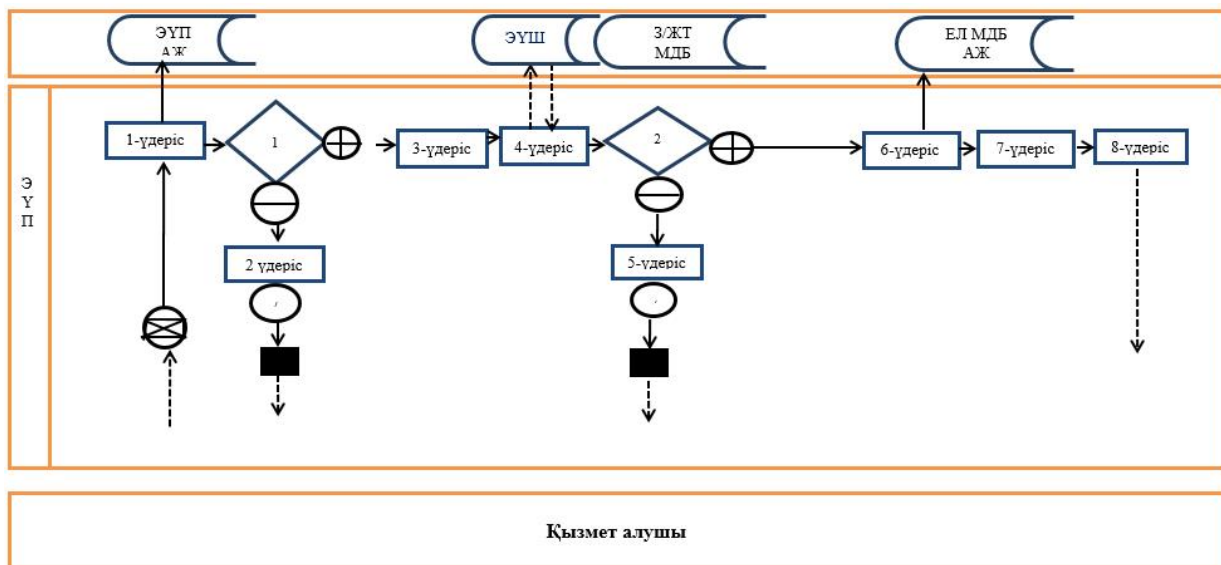 ЭҮП
АЖ
ЭҮШ
З/ЖТ
МДБ
ЕЛ МДБ
АЖ
1-үдеріс
1
3-үдеріс
4-үдеріс
2
6-үдеріс
7-үдеріс
8-үдеріс
Э
Ү
П
2 үдеріс
5-үдеріс
Қызмет алушы